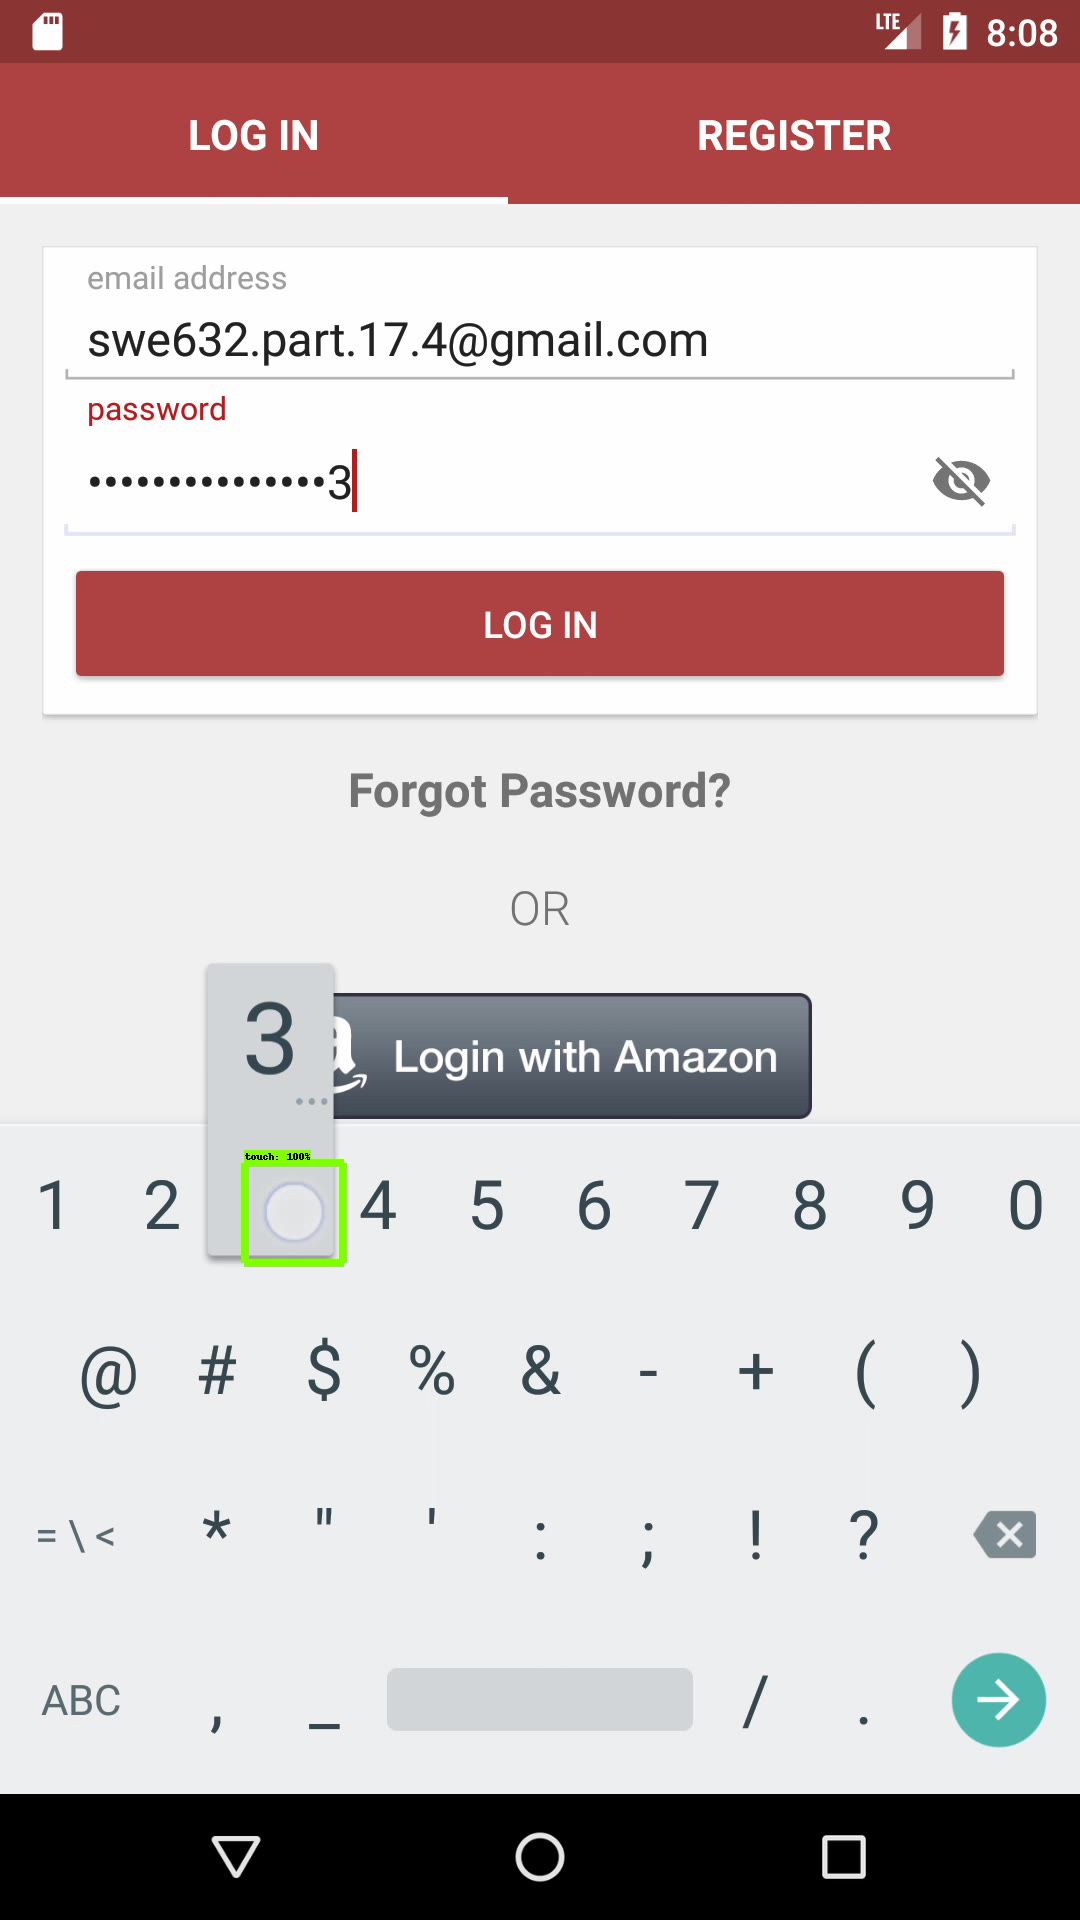 LTE 8:08
LOG IN REGISTER
email address
swe632.part.17.4@gmail.com
password
•••••••••••••••3
LOG IN
Forgot Password?
OR
3
...
Login with Amazon
touch: 100%
1 2 4 5 6 7 8 9 0
@ # $ % & - + ( )
= \ < * " ' : ; ! ?
ABC , _ / .